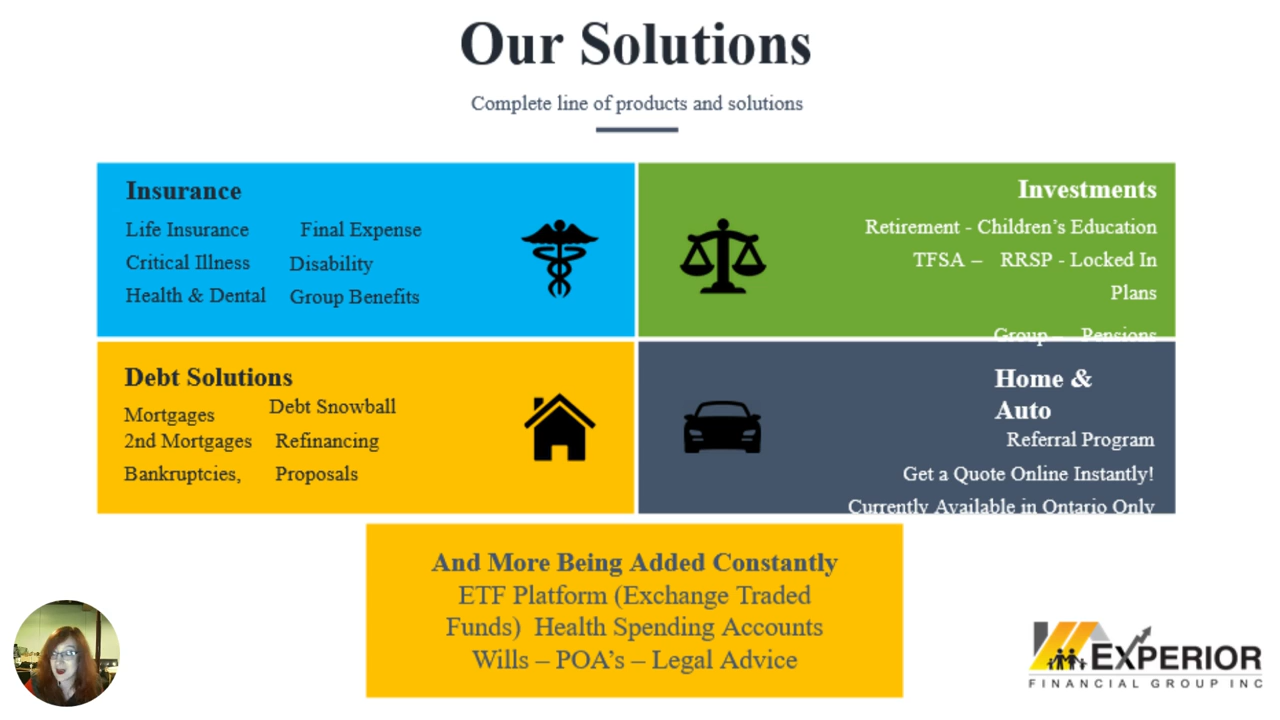 Our Solutions
Complete line of products and solutions
Insurance
Life Insurance Final Expense
Critical Illness Disability
Health & Dental Group Benefits
Investments
Retirement - Children’s Education
TFSA – RRSP - Locked In
Plans
Group – Pensions
Debt Solutions
Mortgages Debt Snowball
2nd Mortgages Refinancing
Bankruptcies, Proposals
Home &
Auto
Referral Program
Get a Quote Online Instantly!
Currently Available in Ontario Only
And More Being Added Constantly
ETF Platform (Exchange Traded
Funds) Health Spending Accounts
Wills – POA’s – Legal Advice
EXPERIOR
FINANCIAL GROUP INC